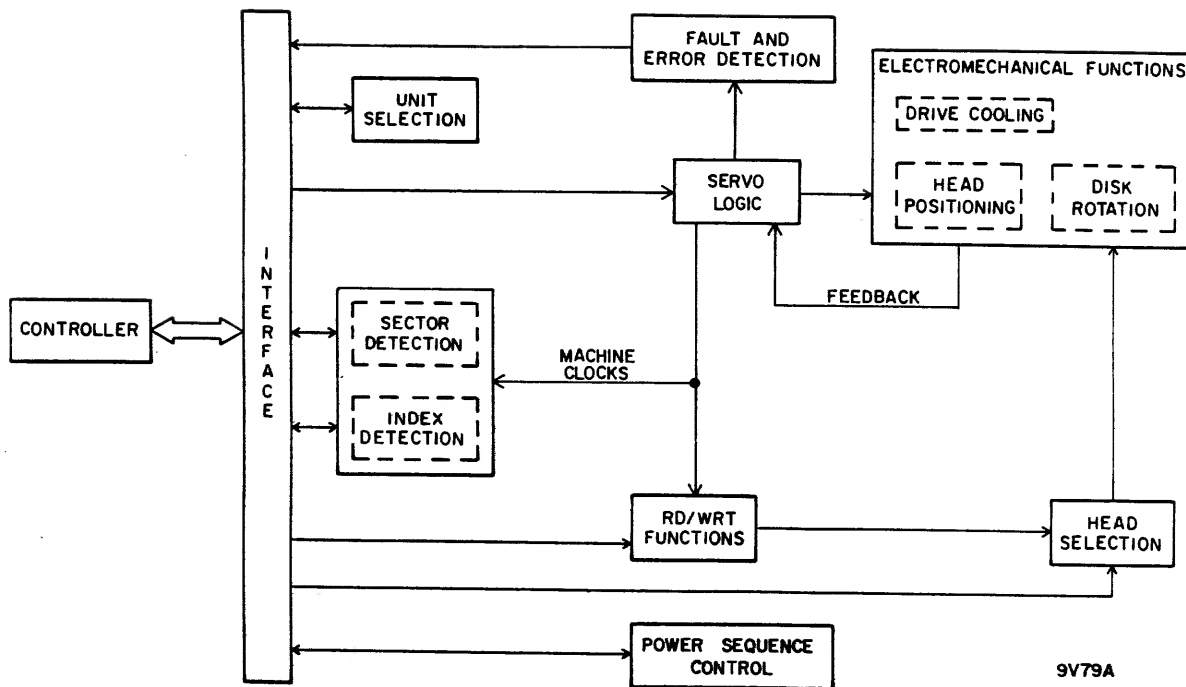 FAULT AND
ERROR DETECTION
ELECTROMECHANICAL FUNCTIONS
DRIVE COOLING
HEAD
POSITIONING
DISK
ROTATION
UNIT
SELECTION
SERVO
LOGIC
FEEDBACK
INTERFACE
CONTROLLER
SECTOR
DETECTION
INDEX
DETECTION
MACHINE
CLOCKS
RD/WRT
FUNCTIONS
HEAD
SELECTION
POWER SEQUENCE
CONTROL
9V79A